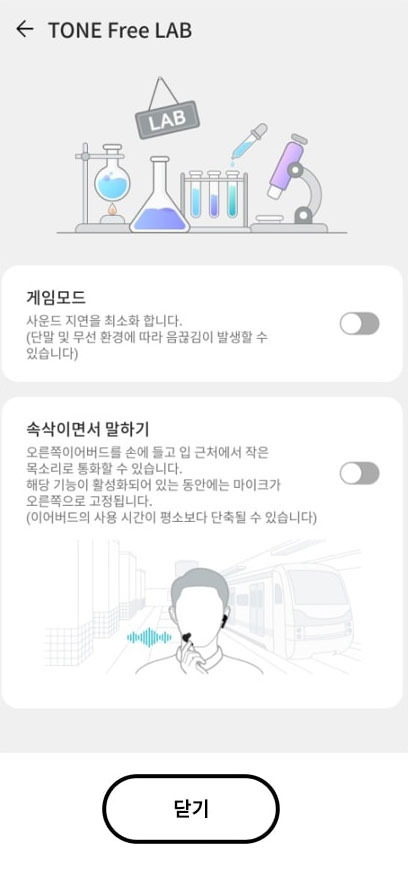 TONE Free LAB
LAB
게임모드
사운드 지연을 최소화 합니다.
(단말 및 무선 환경에 따라 음끊김이 발생할 수
있습니다)
속삭이면서 말하기
오른쪽이어버드를 손에 들고 입 근처에서 작은
목소리로 통화할 수 있습니다.
해당 기능이 활성화되어 있는 동안에는 마이크가
오른쪽으로 고정됩니다.
(이어버드의 사용 시간이 평소보다 단축될 수 있습니다)
닫기